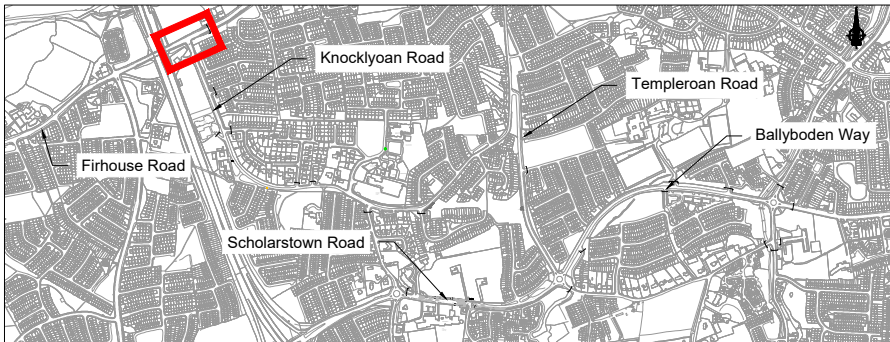 Knocklyoan Road
Templeroan Road
Ballyboden Way
Firhouse Road
Scholarstown Road